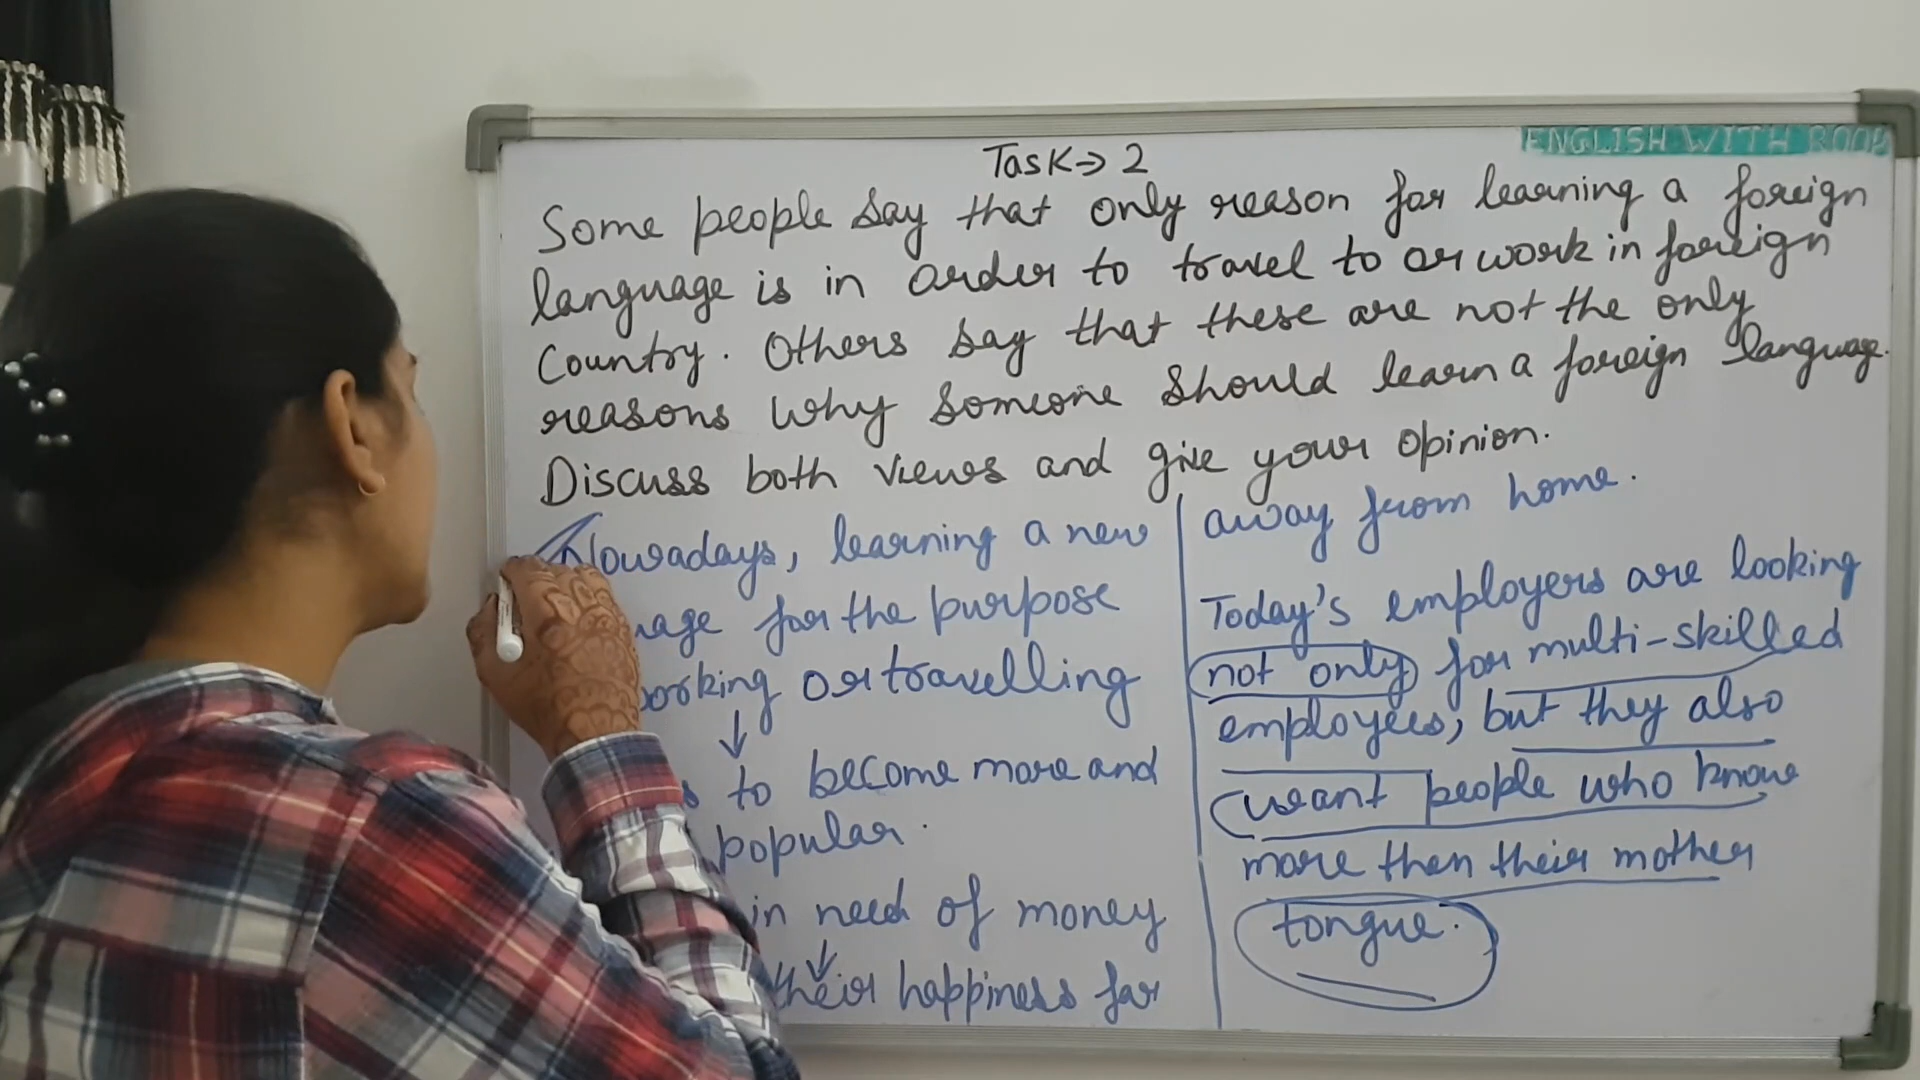 ENGLISH WITH ROOP
Task → 2
Some people say that only reason for learning a foreign
language is in order to travel to or work in foreign
Country. Others say that these are not the only
reasons why someone should learn a foreign language.
Discuss both views and give your opinion.
Nowadays, learning a new
for the purpose
or travelling
↓
to become more and
popular.
in need of money
↓
their happiness far
away from home.
Today's employers are looking
not only for multi-skilled
employees, but they also
want people who know
more then their mother
tongue.